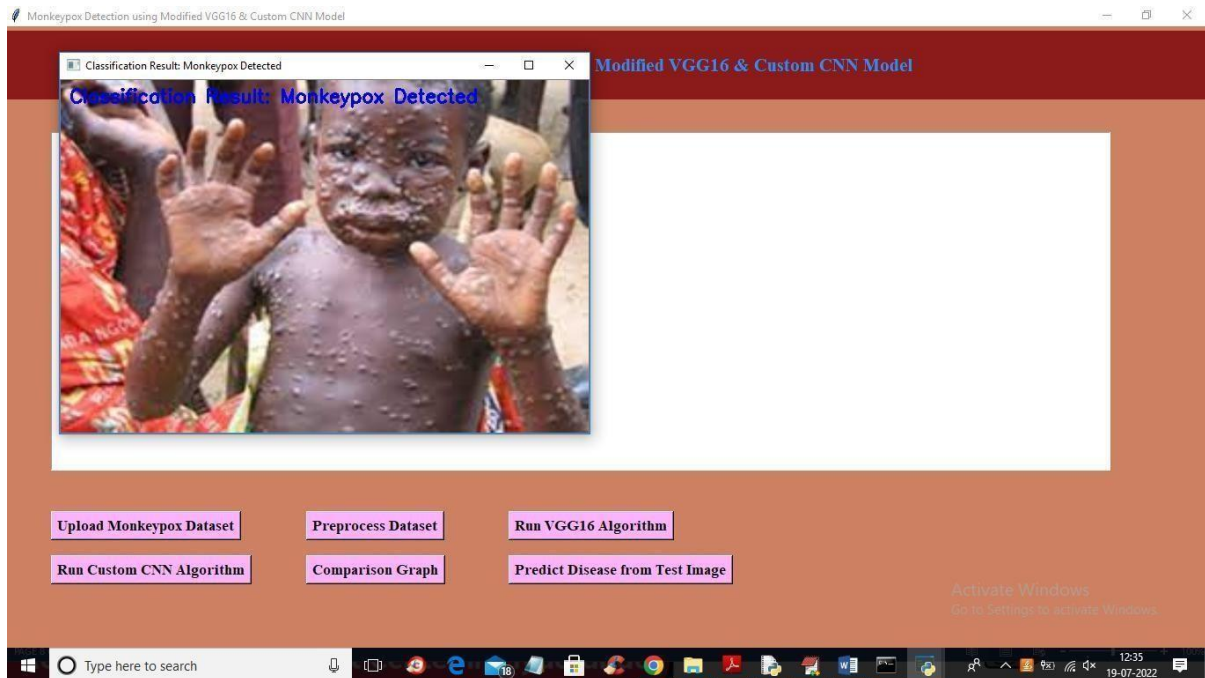 Monkeypox Detection using Modified VGG16 & Custom CNN Model
Modified VGG16 & Custom CNN Model
Classification Result: Monkeypox Detected
Classification Result: Monkeypox Detected
Upload Monkeypox Dataset
Preprocess Dataset
Run VGG16 Algorithm
Run Custom CNN Algorithm
Comparison Graph
Predict Disease from Test Image
Activate Windows
Go to Settings to activate Windows.
Type here to search
18
12:35
19-07-2022
100%